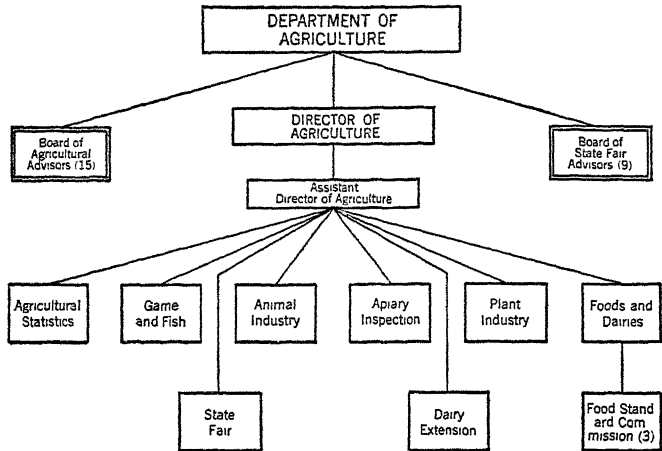 DEPARTMENT OF
AGRICULTURE
Board of
Agricultural
Advisors (15)
DIRECTOR OF
AGRICULTURE
Board of
State Fair
Advisors (9)
Assistant
Director of Agriculture
Agricultural
Statistics
Game
and Fish
Animal
Industry
Apiary
Inspection
Plant
Industry
Foods and
Dairies
State
Fair
Dairy
Extension
Food Stand
ard Com
mission (3)